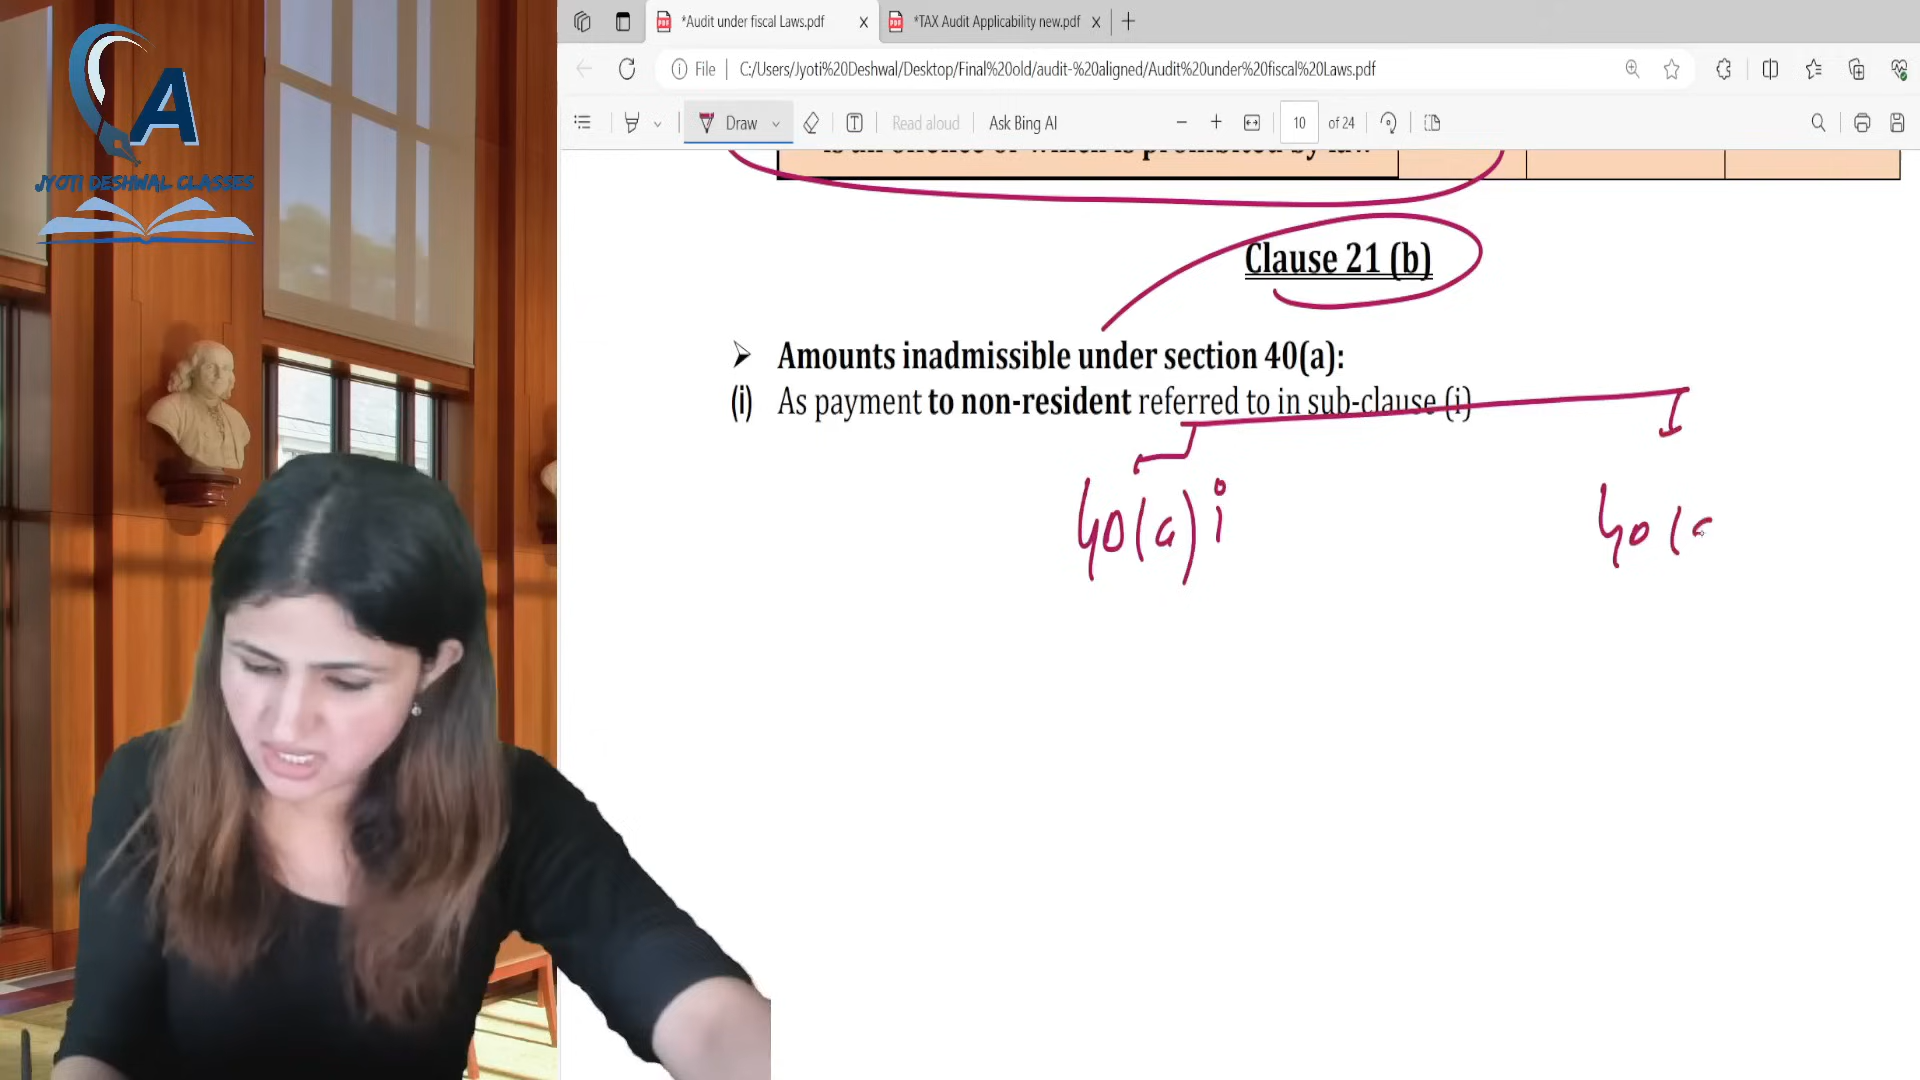 A
JYOTI DESHWAL CLASSES
*Audit under fiscal Laws.pdf
*TAX Audit Applicability new.pdf
File
C:/Users/Jyoti%20Deshwal/Desktop/Final%20old/audit-%20aligned/Audit%20under%20fiscal%20Laws.pdf
Draw
Read aloud
Ask Bing AI
10
of 24
Clause 21 (b)
➤ Amounts inadmissible under section 40(a):
(i) As payment to non-resident referred to in sub-clause (i)
40(a) i
40(a